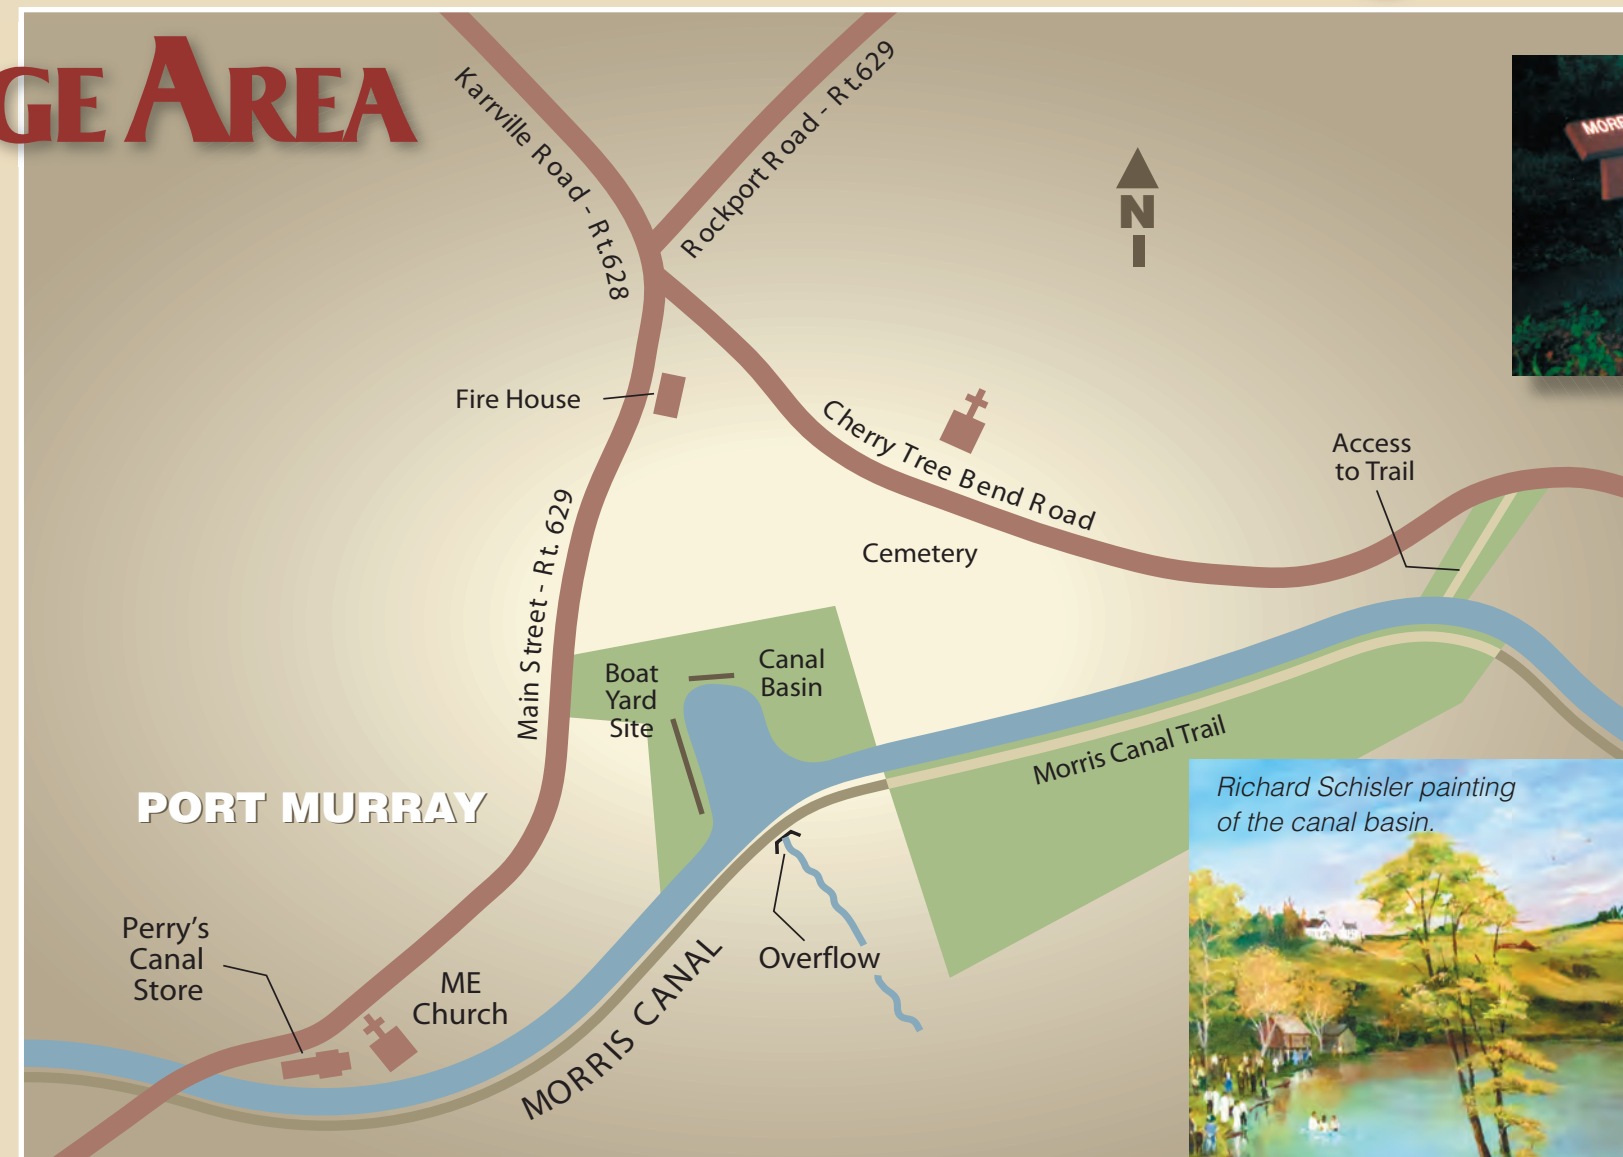 AREA
Karrville Road - Rt.628
Rockport Road - Rt.629
N
Fire House
Cherry Tree Bend Road
Access
to Trail
Main Street - Rt. 629
Cemetery
Boat
Yard
Site
Canal
Basin
Morris Canal Trail
PORT MURRAY
Richard Schisler painting
of the canal basin.
Perry’s
Canal
Store
ME
Church
Overflow
MORRIS CANAL